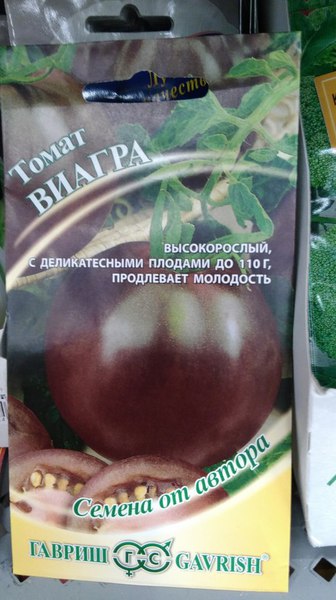 Томат
ВИАГРА
ВЫСОКОРОСЛЫЙ,
С ДЕЛИКАТЕСНЫМИ ПЛОДАМИ ДО 110 Г,
ПРОДЛЕВАЕТ МОЛОДОСТЬ
Семена от автора
ГАВРИШ Г-С GAVRISH®